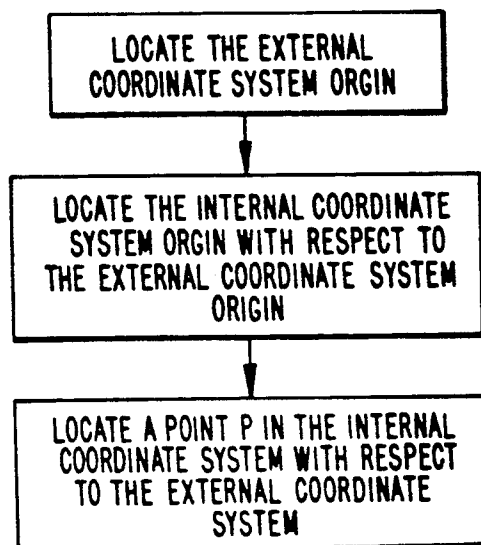 LOCATE THE EXTERNAL
COORDINATE SYSTEM ORGIN
LOCATE THE INTERNAL COORDINATE
SYSTEM ORGIN WITH RESPECT TO
THE EXTERNAL COORDINATE SYSTEM
ORIGIN
LOCATE A POINT P IN THE INTERNAL
COORDINATE SYSTEM WITH RESPECT
TO THE EXTERNAL COORDINATE
SYSTEM